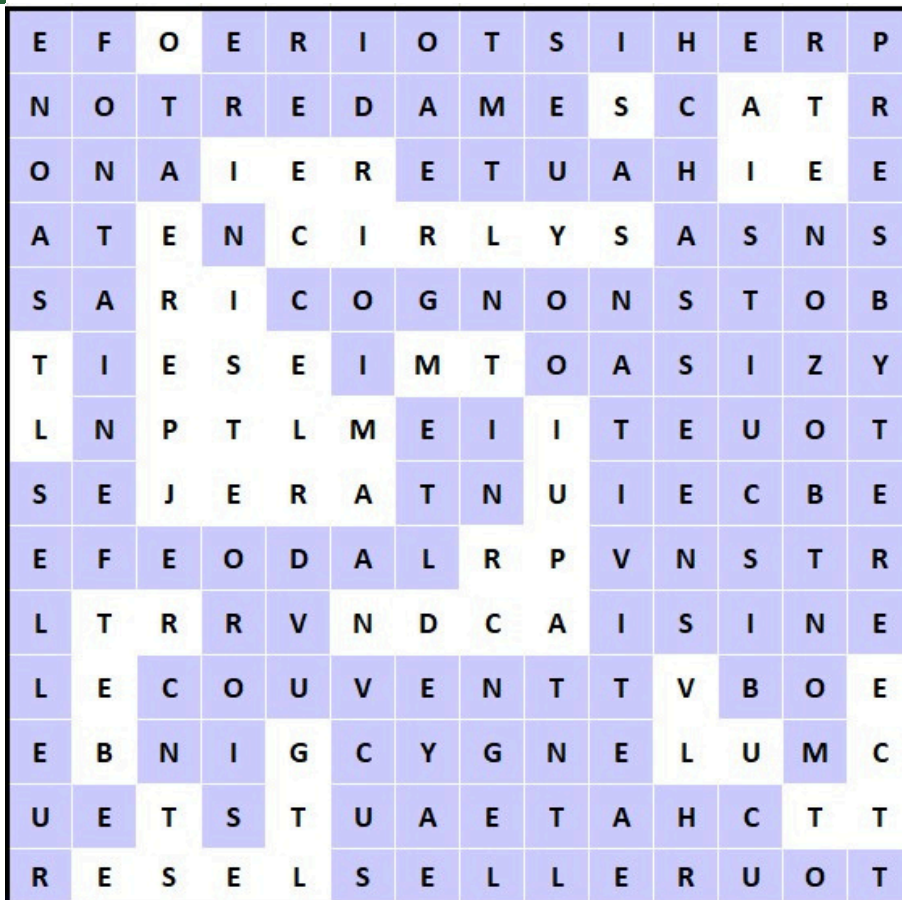 E F O E R I O T S I H E R P
N O T R E D A M E S C A T R
O N A I E R E T U A H I E E
A T E N C I R L Y S A S N S
S A R I C O G N O N S T O B
T I E S E I M T O A S I Z Y
L N P T L M E I I T E U O T
S E J E R A T N U I E C B E
E F E O D A L R P V N S T R
L T R R V N D C A I S I N E
L E C O U V E N T T V B O E
E B N I G C Y G N E L U M C
U E T S T U A E T A H C T T
R E S E L S E L L E R U O T